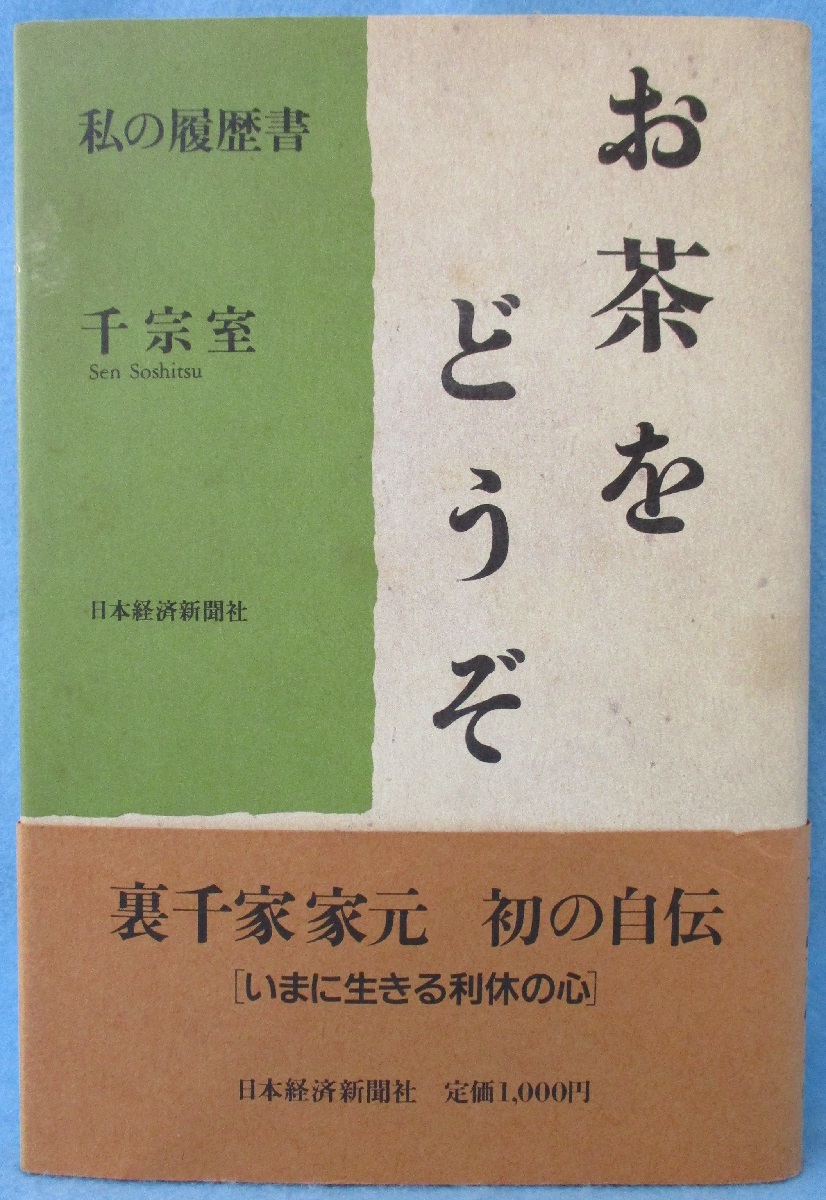 お茶を
どうぞ
私の履歴書
千宗室
Sen Soshitsu
日本経済新聞社
裏千家家元 初の自伝
[いまに生きる利休の心]
日本経済新聞社 定価1,000円